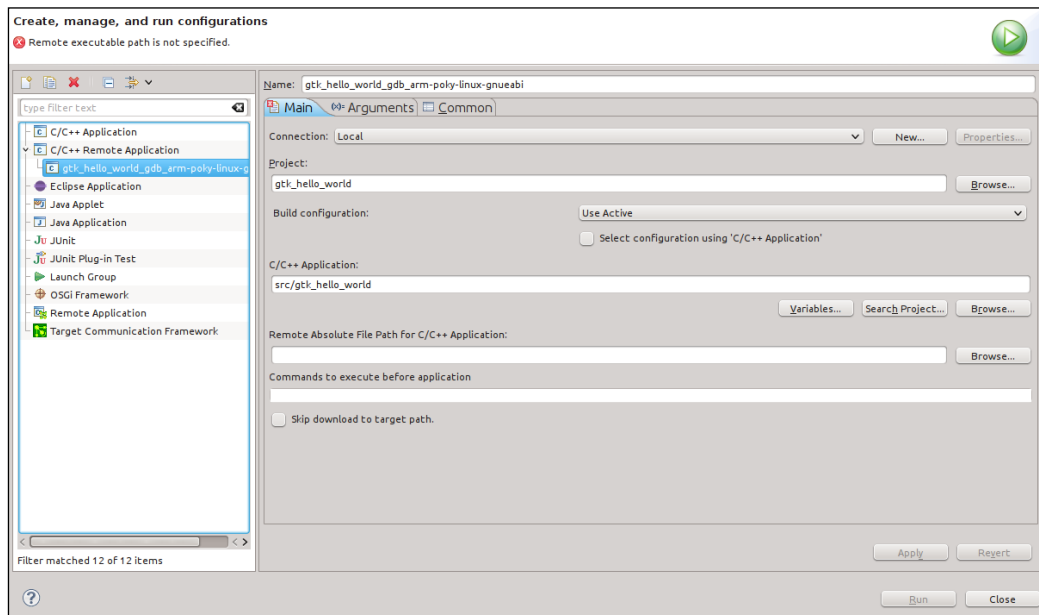 Create, manage, and run configurations
Remote executable path is not specified.
type filter text
C/C++ Application
C/C++ Remote Application
gtk_hello_world_gdb_arm-poky-linux-g
Eclipse Application
Java Applet
Java Application
JUnit
JUnit Plug-in Test
Launch Group
OSGi Framework
Remote Application
Target Communication Framework
Filter matched 12 of 12 items
Name: gtk_hello_world_gdb_arm-poky-linux-gnueabi
Main Arguments Common
Connection: Local New... Properties...
Project:
gtk_hello_world Browse...
Build configuration: Use Active
Select configuration using 'C/C++ Application'
C/C++ Application:
src/gtk_hello_world
Variables... Search Project... Browse...
Remote Absolute File Path for C/C++ Application:
Browse...
Commands to execute before application
Skip download to target path.
Apply Revert
Run Close